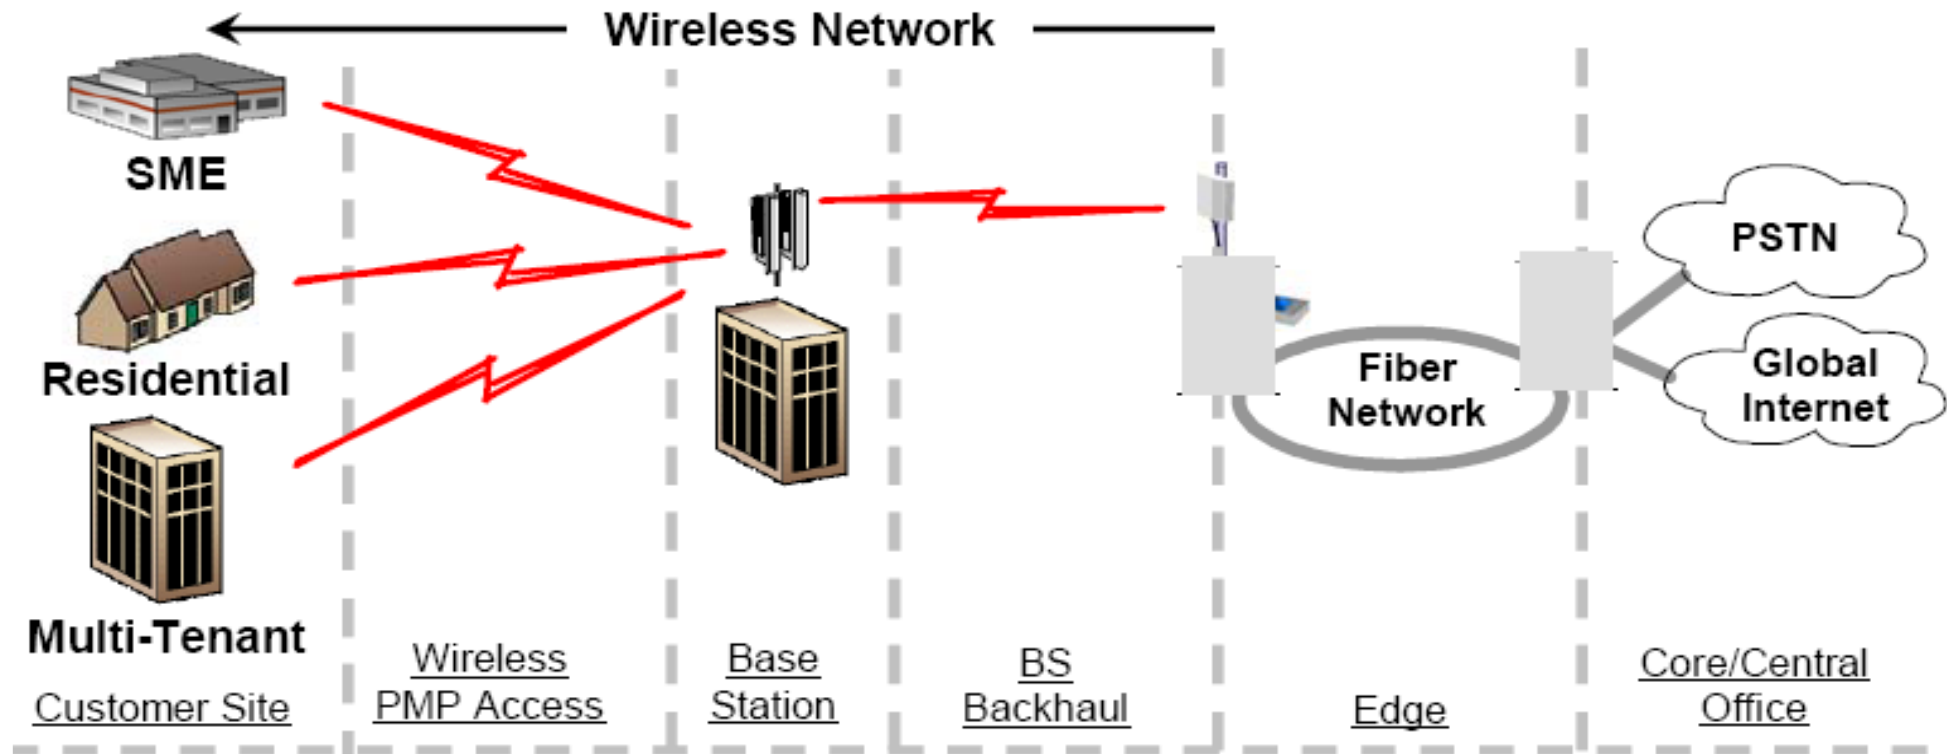 Wireless Network
SME
Residential
Multi-Tenant
PSTN
Global
Internet
Fiber
Network
Customer Site
Wireless
PMP Access
Base
Station
BS
Backhaul
Edge
Core/Central
Office